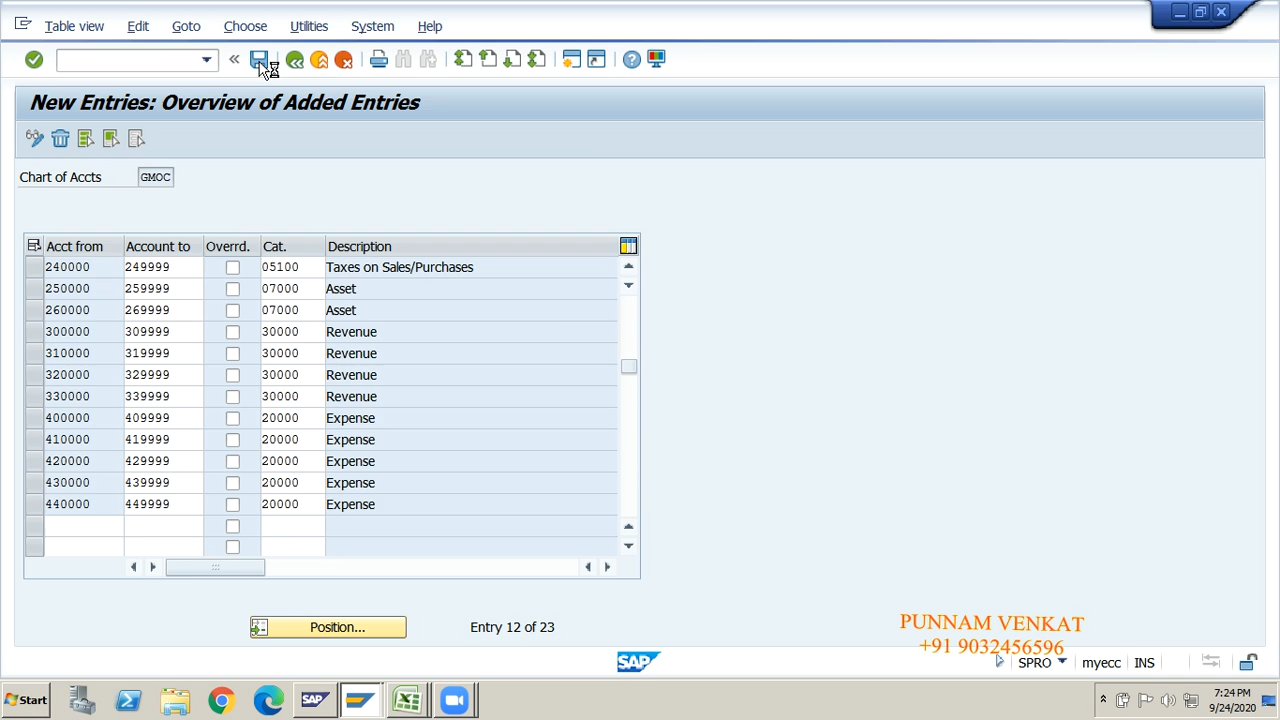 Table view Edit Goto Choose Utilities System Help
New Entries: Overview of Added Entries
Chart of Accts GMOC
Acct from Account to Overrd. Cat. Description
240000 249999 05100 Taxes on Sales/Purchases
250000 259999 07000 Asset
260000 269999 07000 Asset
300000 309999 30000 Revenue
310000 319999 30000 Revenue
320000 329999 30000 Revenue
330000 339999 30000 Revenue
400000 409999 20000 Expense
410000 419999 20000 Expense
420000 429999 20000 Expense
430000 439999 20000 Expense
440000 449999 20000 Expense
Position... Entry 12 of 23
PUNNAM VENKAT
+91 9032456596
SAP SPRO myecc INS
Start SAP 7:24 PM
9/24/2020